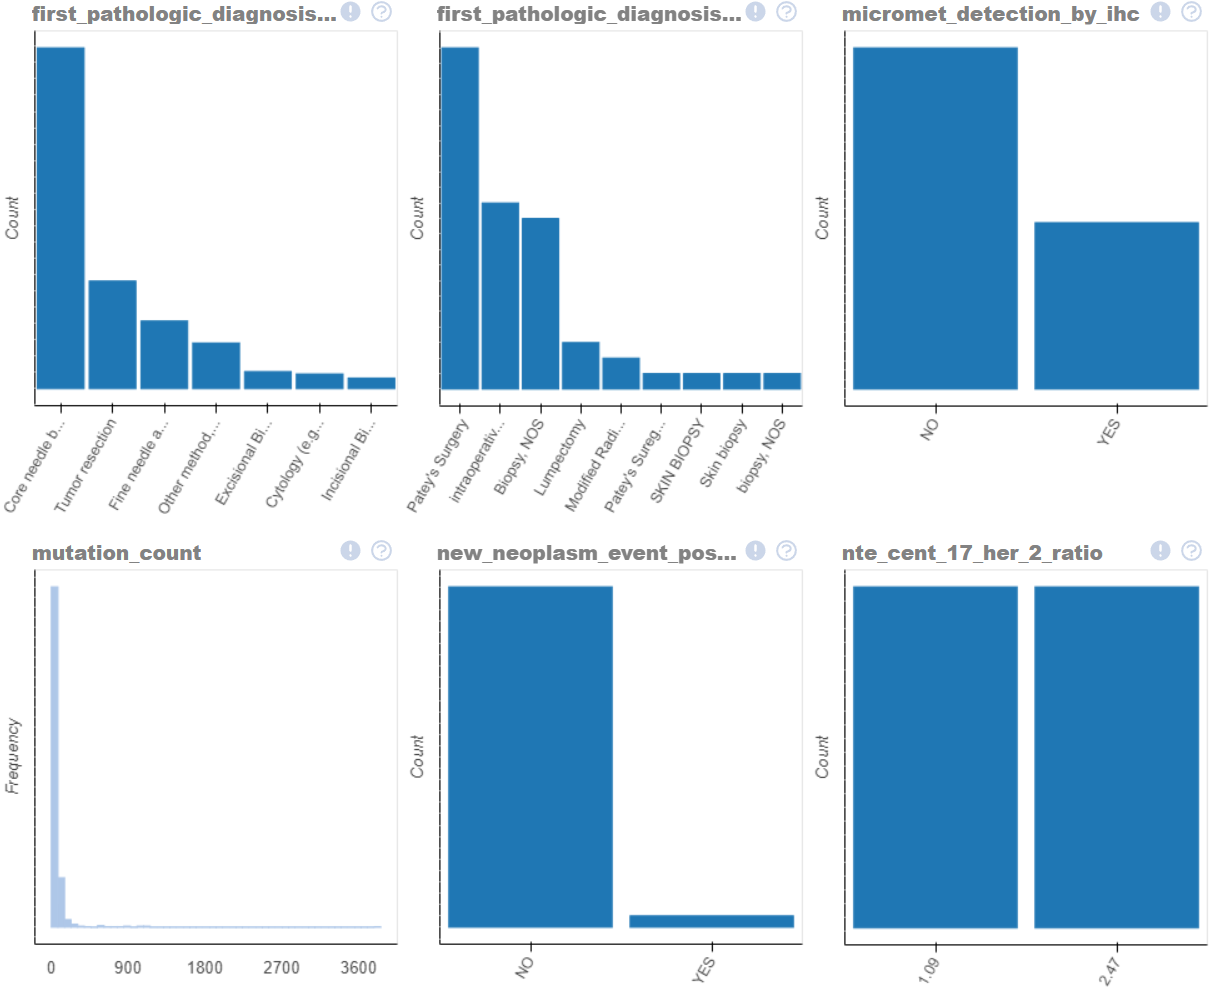 first_pathologic_diagnosis...
first_pathologic_diagnosis...
micromet_detection_by_ihc
Count
Core needle b...
Tumor resection
Fine needle a...
Other method,...
Excisional Bi...
Cytology (e.g...
Incisional Bi...
Count
Patey's Surgery
intraoperativ...
Biopsy, NOS
Lumpectomy
Modified Radi...
Patey's Sureg...
SKIN BIOPSY
Skin biopsy
biopsy, NOS
Count
NO
YES
mutation_count
new_neoplasm_event_pos...
nte_cent_17_her_2_ratio
Frequency
0 900 1800 2700 3600
Count
NO
YES
Count
1.09
2.47